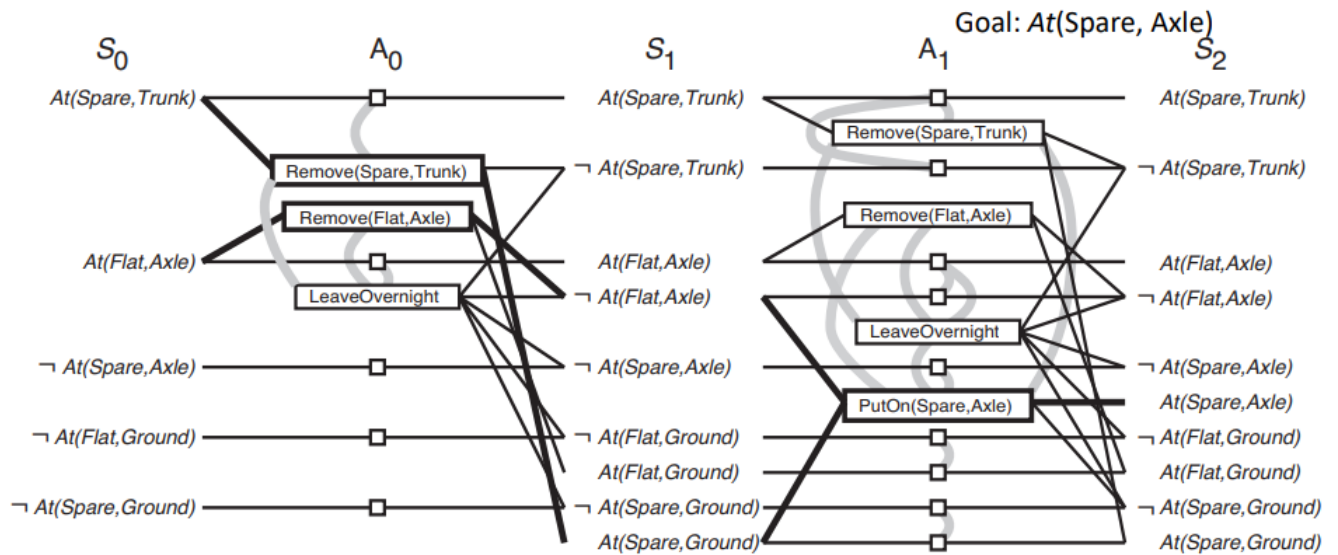 Goal: At(Spare, Axle)
S0 A0 S1 A1 S2
At(Spare,Trunk) At(Spare,Trunk) At(Spare,Trunk)
Remove(Spare,Trunk)
Remove(Spare,Trunk) ¬ At(Spare,Trunk) ¬ At(Spare,Trunk)
Remove(Flat,Axle) Remove(Flat,Axle)
At(Flat,Axle) At(Flat,Axle) At(Flat,Axle)
LeaveOvernight ¬ At(Flat,Axle) ¬ At(Flat,Axle)
LeaveOvernight
¬ At(Spare,Axle) ¬ At(Spare,Axle) ¬ At(Spare,Axle)
PutOn(Spare,Axle) At(Spare,Axle)
¬ At(Flat,Ground) ¬ At(Flat,Ground) ¬ At(Flat,Ground)
At(Flat,Ground) At(Flat,Ground)
¬ At(Spare,Ground) ¬ At(Spare,Ground) ¬ At(Spare,Ground)
At(Spare,Ground) At(Spare,Ground)